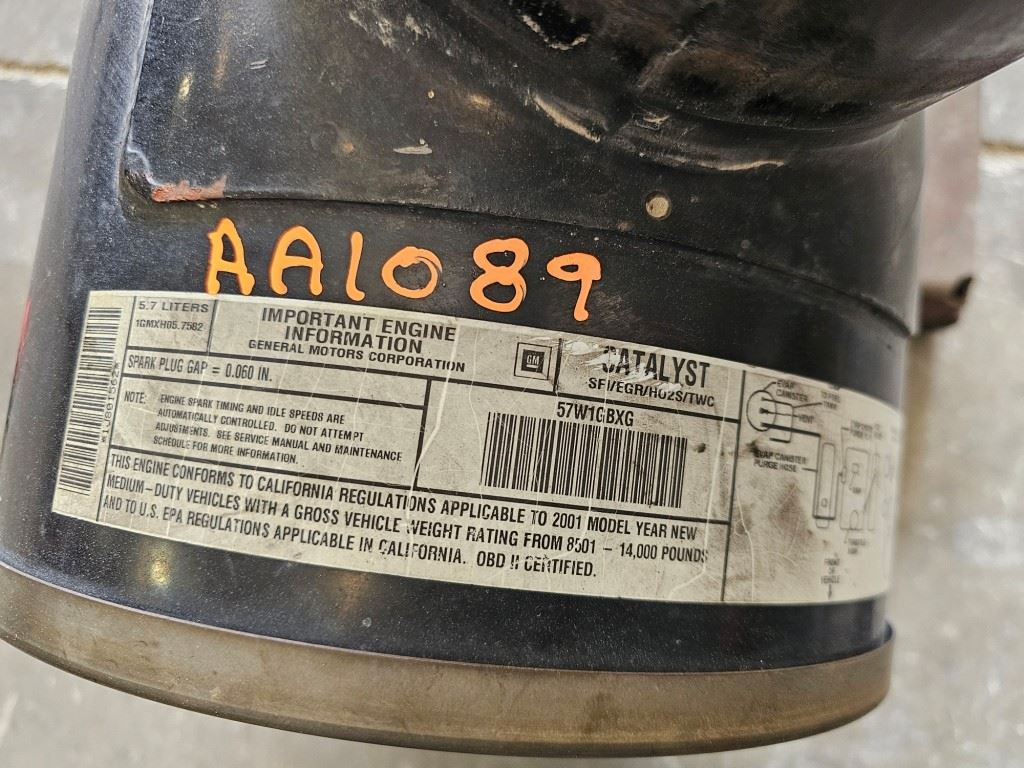 AA1089
5.7 LITERS
1GMXH05.7582
IMPORTANT ENGINE
INFORMATION
GENERAL MOTORS CORPORATION
GM
CATALYST
SFI/EGR/HO2S/TWC
SPARK PLUG GAP = 0.060 IN.
57W1GBXG
NOTE: ENGINE SPARK TIMING AND IDLE SPEEDS ARE
AUTOMATICALLY CONTROLLED. DO NOT ATTEMPT
ADJUSTMENTS. SEE SERVICE MANUAL AND MAINTENANCE
SCHEDULE FOR MORE INFORMATION.
THIS ENGINE CONFORMS TO CALIFORNIA REGULATIONS APPLICABLE TO 2001 MODEL YEAR NEW
MEDIUM-DUTY VEHICLES WITH A GROSS VEHICLE WEIGHT RATING FROM 8501 - 14,000 POUNDS
AND TO U.S. EPA REGULATIONS APPLICABLE IN CALIFORNIA. OBD II CERTIFIED.
EVAP
CANISTER
VENT
EVAP CANISTER
PURGE HOSE
FRONT
OF
VEHICLE